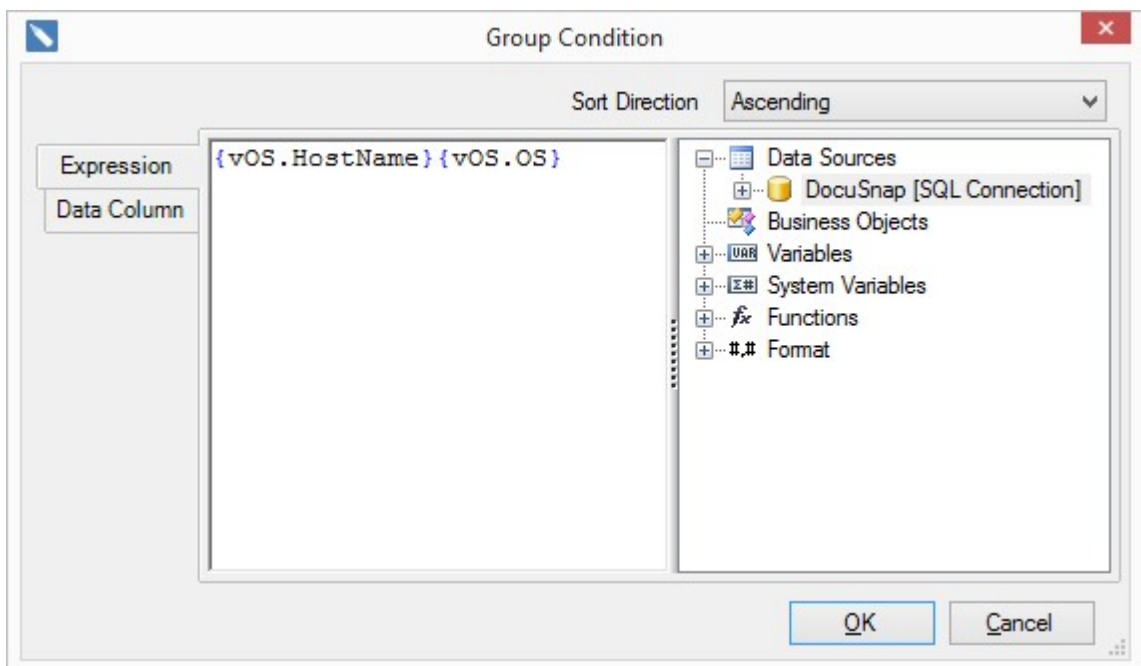 Group Condition
Sort Direction Ascending
Expression
Data Column
{vOS.HostName}{vOS.OS}
Data Sources
DocuSnap [SQL Connection]
Business Objects
VAR Variables
Σ# System Variables
fx Functions
#,# Format
OK Cancel